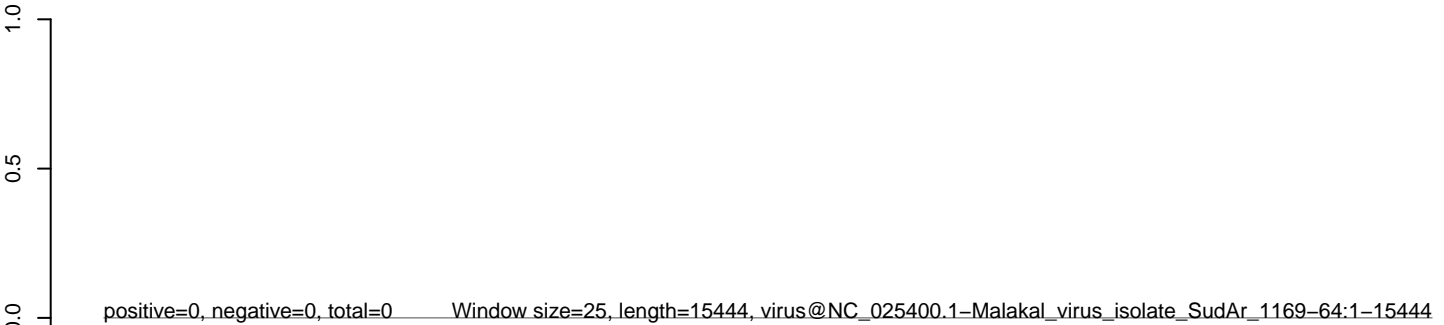 1.0
0.5
0.0
positive=0, negative=0, total=0 Window size=25, length=15444, virus@NC_025400.1−Malakal_virus_isolate_SudAr_1169−64:1−15444